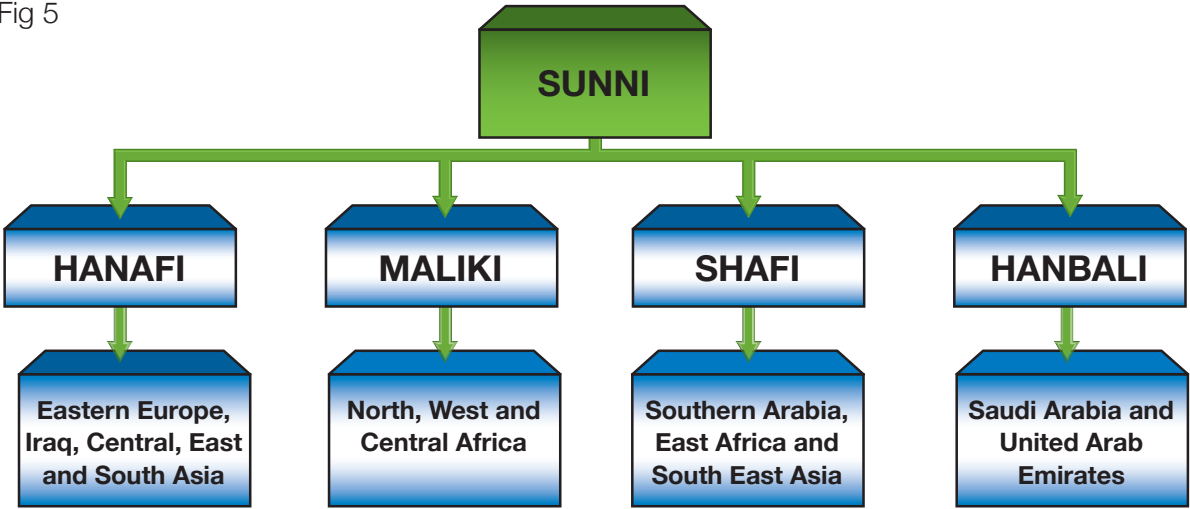 Fig 5
SUNNI
HANAFI
MALIKI
SHAFI
HANBALI
Eastern Europe,
Iraq, Central, East
and South Asia
North, West and
Central Africa
Southern Arabia,
East Africa and
South East Asia
Saudi Arabia and
United Arab
Emirates